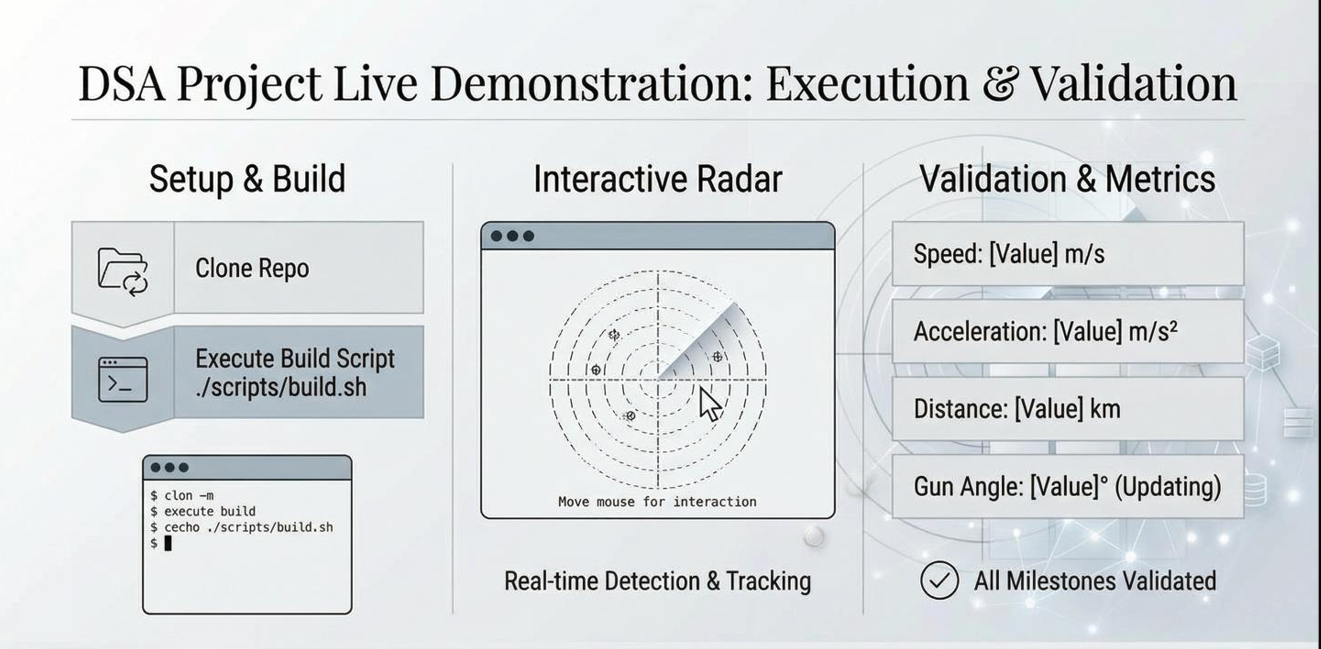 DSA Project Live Demonstration: Execution & Validation
Setup & Build
Clone Repo
Execute Build Script
./scripts/build.sh
$ clon –m
$ execute build
$ cecho ./scripts/build.sh
$
Interactive Radar
Move mouse for interaction
Real-time Detection & Tracking
Validation & Metrics
Speed: [Value] m/s
Acceleration: [Value] m/s²
Distance: [Value] km
Gun Angle: [Value]° (Updating)
All Milestones Validated